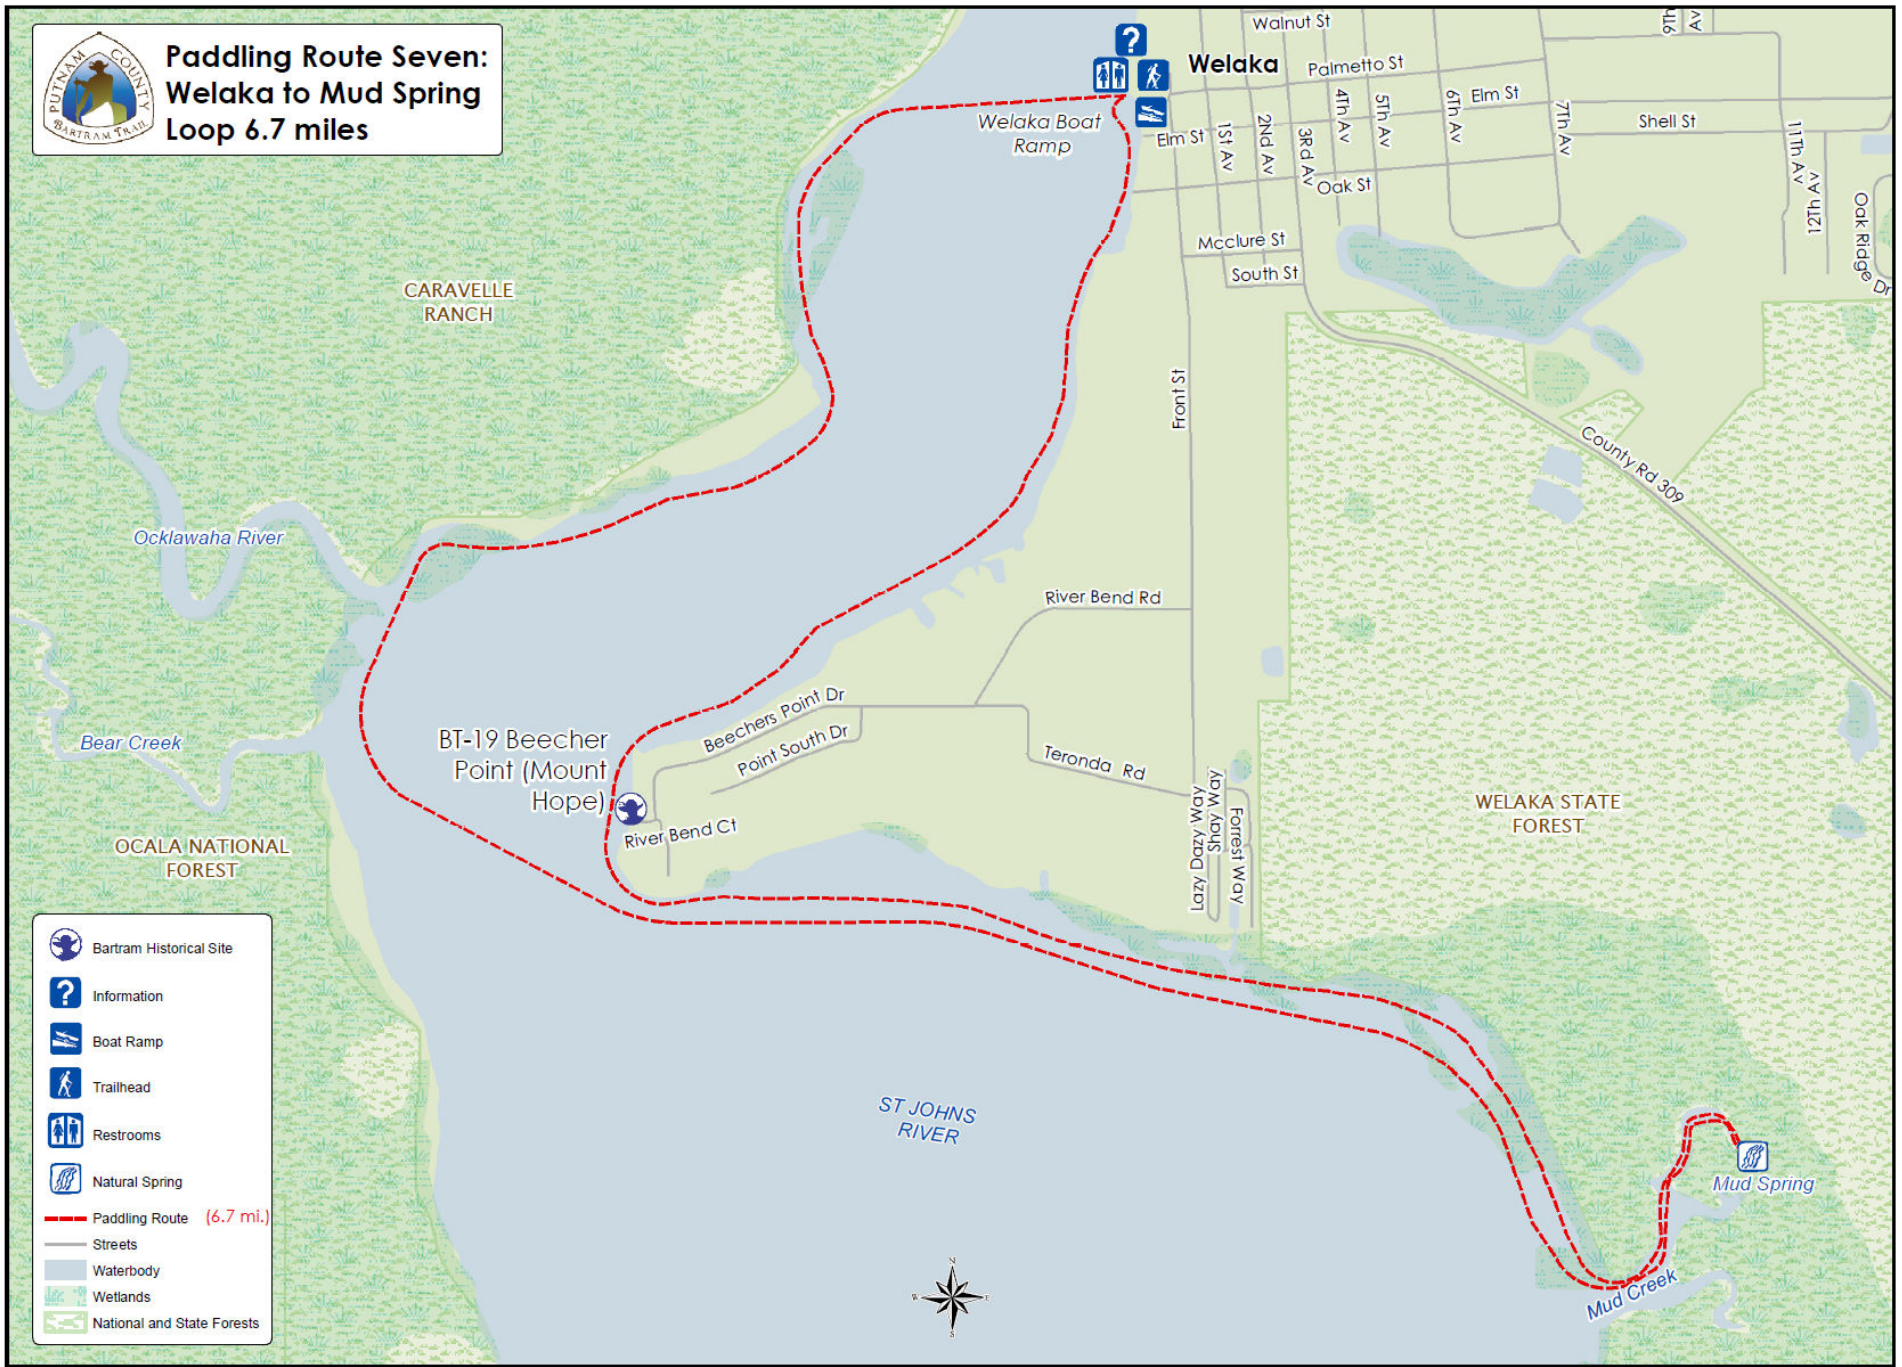 PUTNAM COUNTY
BARTRAM TRAIL
Paddling Route Seven:
Welaka to Mud Spring
Loop 6.7 miles
?
Welaka
Welaka Boat
Ramp
Walnut St
Palmetto St
Elm St
Elm St
Shell St
Oak St
Mcclure St
South St
1St Av
2Nd Av
3Rd Av
4Th Av
5Th Av
6Th Av
7Th Av
9Th
Av
11Th Av
12Th Av
Oak Ridge Dr
CARAVELLE
RANCH
Front St
County Rd 309
Ocklawaha River
River Bend Rd
Bear Creek
BT-19 Beecher
Point (Mount
Hope)
Beechers Point Dr
Point South Dr
Teronda Rd
River Bend Ct
Lazy Dazy Way
Shay Way
Forrest Way
WELAKA STATE
FOREST
OCALA NATIONAL
FOREST
ST JOHNS
RIVER
Mud Spring
Mud Creek
Bartram Historical Site
?
Information
Boat Ramp
Trailhead
Restrooms
Natural Spring
Paddling Route (6.7 mi.)
Streets
Waterbody
Wetlands
National and State Forests
N
W E
S